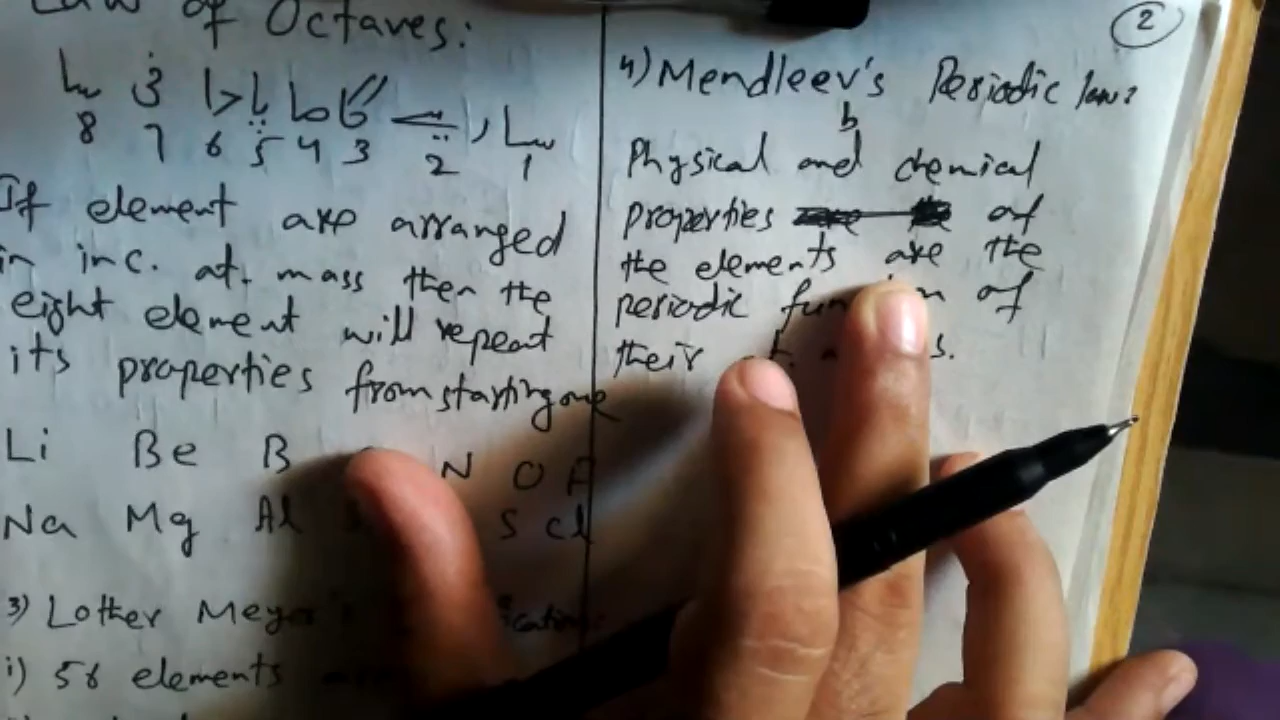 Law of Octaves:
8 7 6 5 4 3 2 1
If element are arranged
in inc. at. mass then the
eight element will repeat
its properties from starting one
Li Be B N O F
Na Mg Al S Cl
3) Lother Meyer's
i) 56 elements
2
4) Mendleev's Periodic law:
Physical and chemical
properties of
the elements are the
periodic function of
their at.